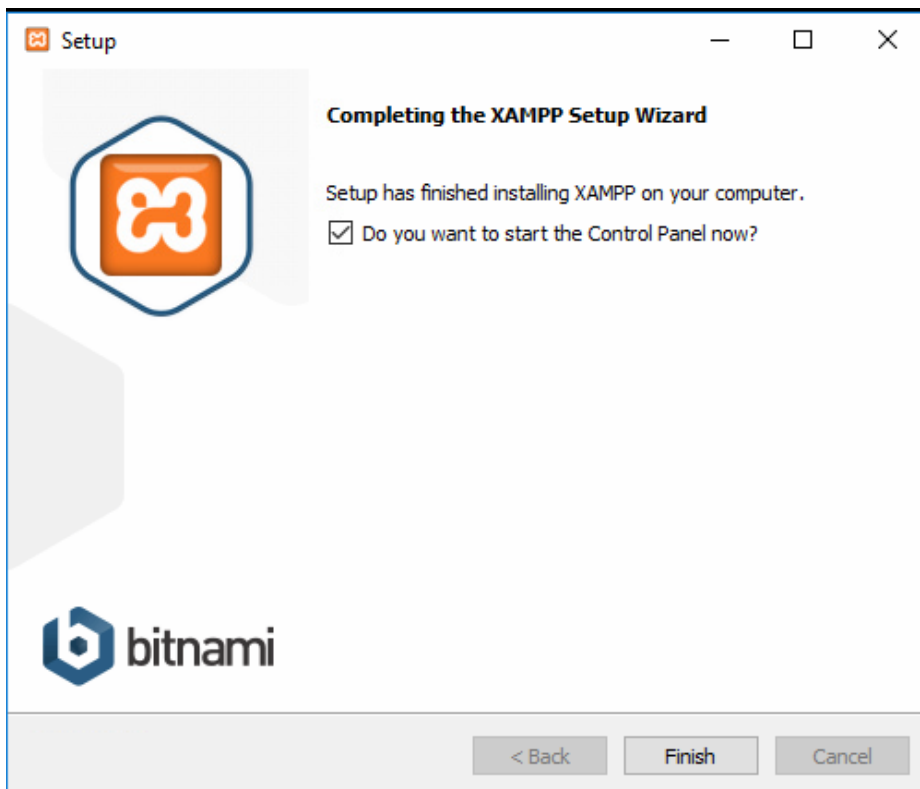 Setup
Completing the XAMPP Setup Wizard
Setup has finished installing XAMPP on your computer.
Do you want to start the Control Panel now?
bitnami
< Back
Finish
Cancel